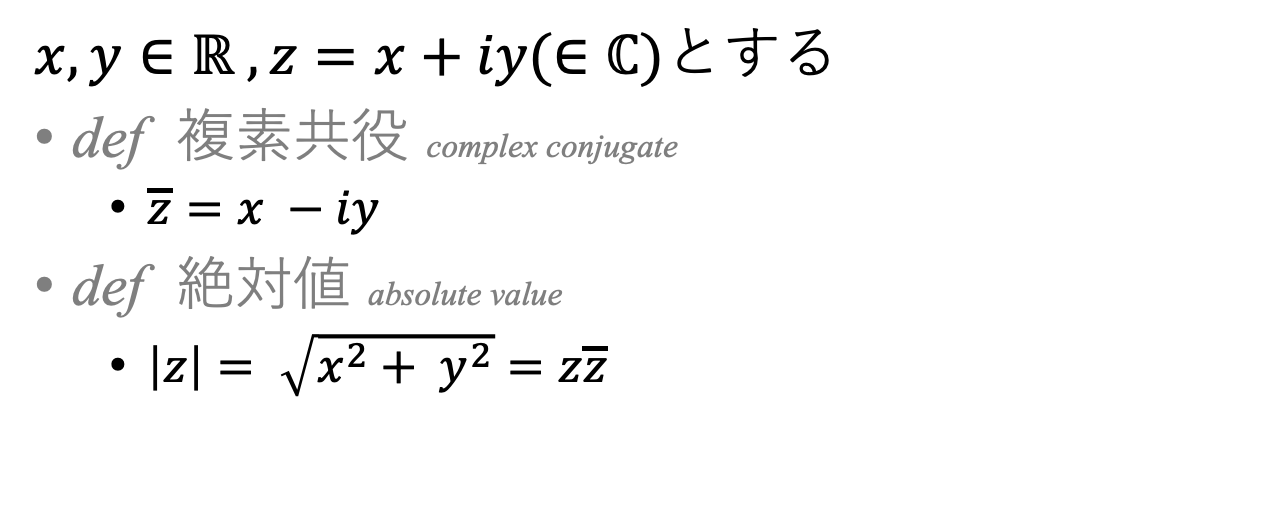 x, y ∈ ℝ , z = x + iy(∈ ℂ)とする
• def 複素共役 complex conjugate
• z̅ = x − iy
• def 絶対値 absolute value
• |z| = √(x² + y²) = zz̅